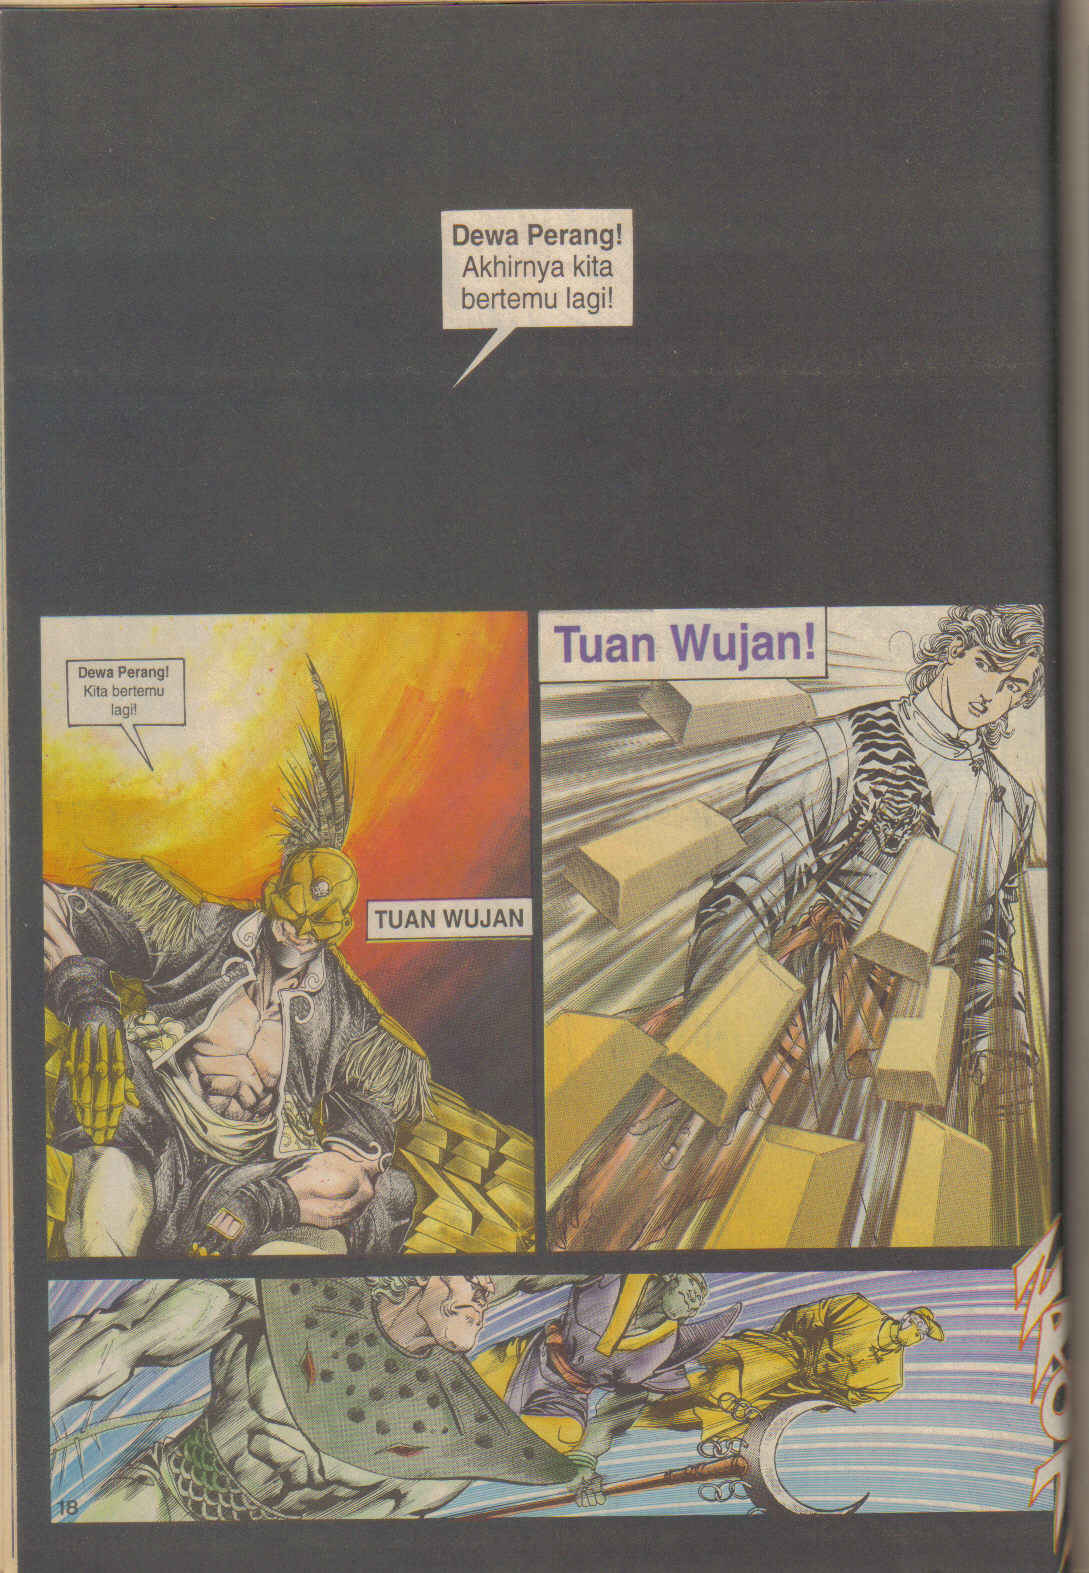 Dewa Perang!
Akhirnya kita
bertemu lagi!
Dewa Perang!
Kita bertemu
lagi!
TUAN WUJAN
Tuan Wujan!
18